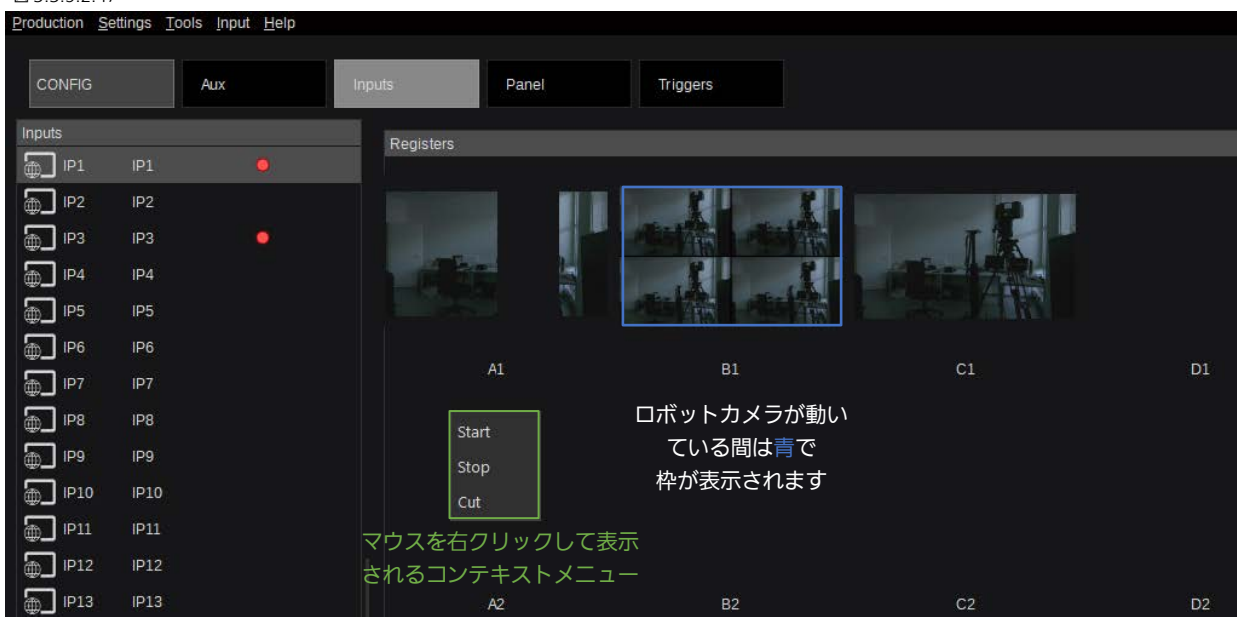 Production Settings Tools Input Help
CONFIG Aux Inputs Panel Triggers
Inputs
IP1 IP1
IP2 IP2
IP3 IP3
IP4 IP4
IP5 IP5
IP6 IP6
IP7 IP7
IP8 IP8
IP9 IP9
IP10 IP10
IP11 IP11
IP12 IP12
IP13 IP13
Registers
A1 B1 C1 D1
Start
Stop
Cut
マウスを右クリックして表示
されるコンテキストメニュー
ロボットカメラが動い
ている間は青で
枠が表示されます
A2 B2 C2 D2